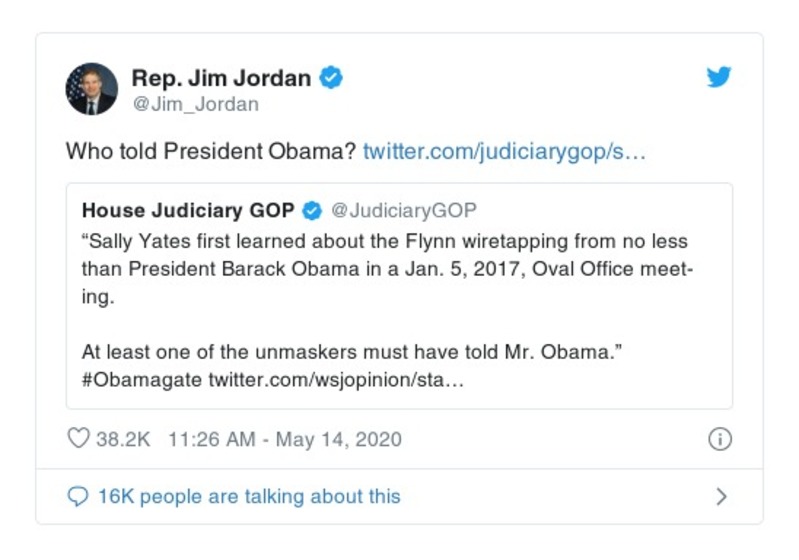 Rep. Jim Jordan
@Jim_Jordan
Who told President Obama? twitter.com/judiciarygop/s…
House Judiciary GOP @JudiciaryGOP
“Sally Yates first learned about the Flynn wiretapping from no less
than President Barack Obama in a Jan. 5, 2017, Oval Office meet-
ing.
At least one of the unmaskers must have told Mr. Obama.”
#Obamagate twitter.com/wsjopinion/sta…
38.2K 11:26 AM - May 14, 2020
16K people are talking about this